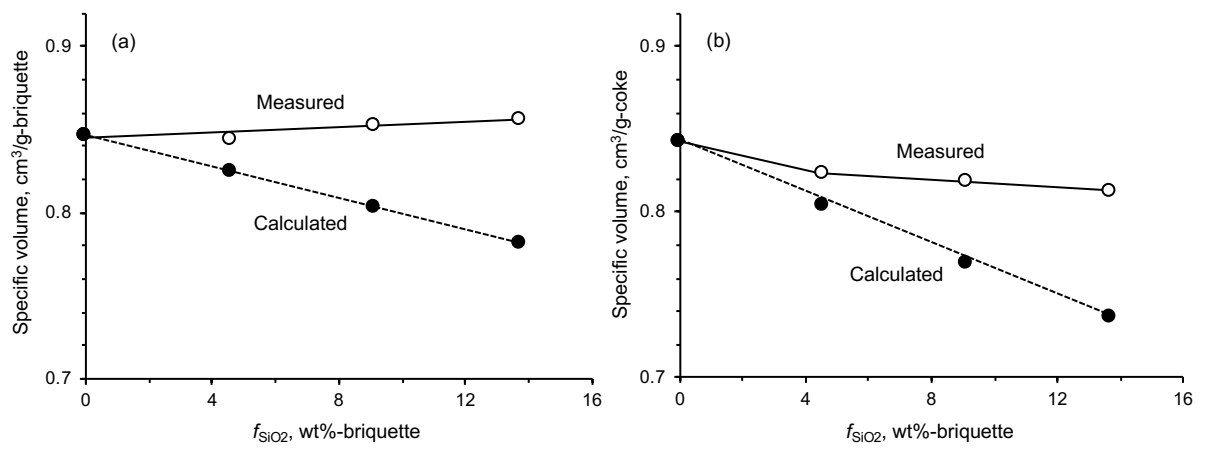 (a)
Specific volume, cm³/g-briquette
0.9
0.8
0.7
Measured
Calculated
0 4 8 12 16
fSiO2, wt%-briquette
(b)
Specific volume, cm³/g-coke
0.9
0.8
0.7
Measured
Calculated
0 4 8 12 16
fSiO2, wt%-briquette